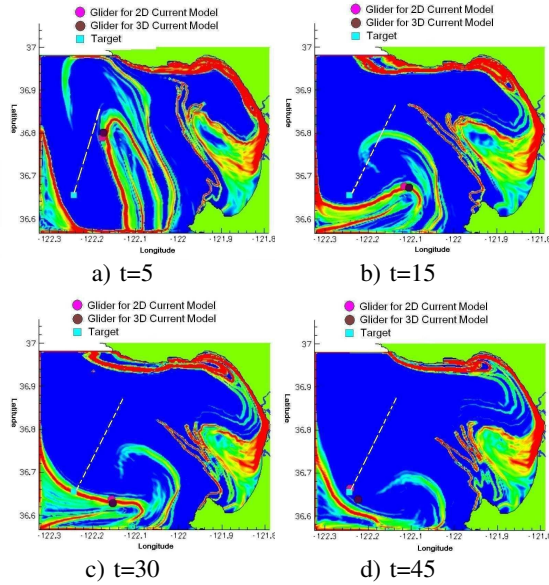 Glider for 2D Current Model
Glider for 3D Current Model
Target
37
36.9
36.8
36.7
36.6
Latitude
-122.3 -122.2 -122.1 -122 -121.9 -121.8
Longitude
a) t=5
Glider for 2D Current Model
Glider for 3D Current Model
Target
37
36.9
36.8
36.7
36.6
Latitude
-122.3 -122.2 -122.1 -122 -121.9 -121.8
Longitude
b) t=15
Glider for 2D Current Model
Glider for 3D Current Model
Target
37
36.9
36.8
36.7
36.6
Latitude
-122.3 -122.2 -122.1 -122 -121.9 -121.8
Longitude
c) t=30
Glider for 2D Current Model
Glider for 3D Current Model
Target
37
36.9
36.8
36.7
36.6
Latitude
-122.3 -122.2 -122.1 -122 -121.9 -121.8
Longitude
d) t=45